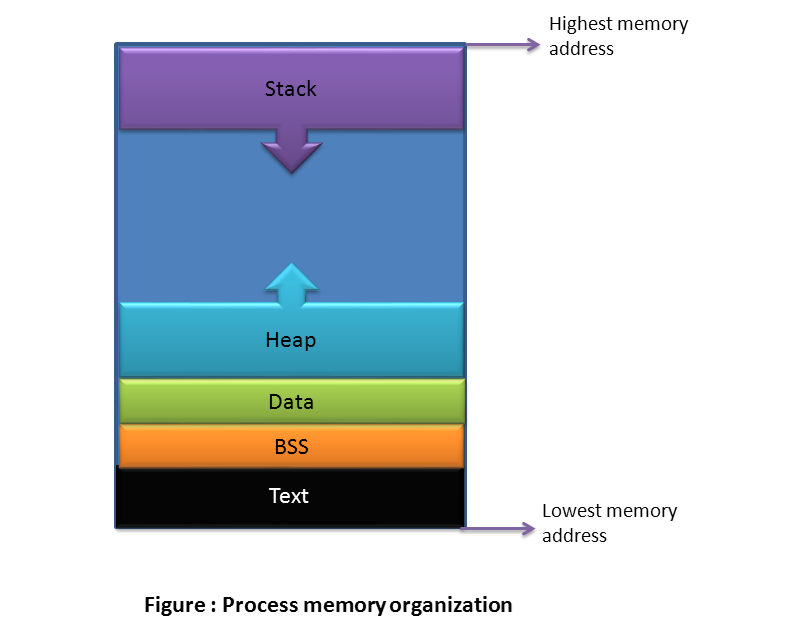 Highest memory
address
Stack
Heap
Data
BSS
Text
Lowest memory
address
Figure : Process memory organization